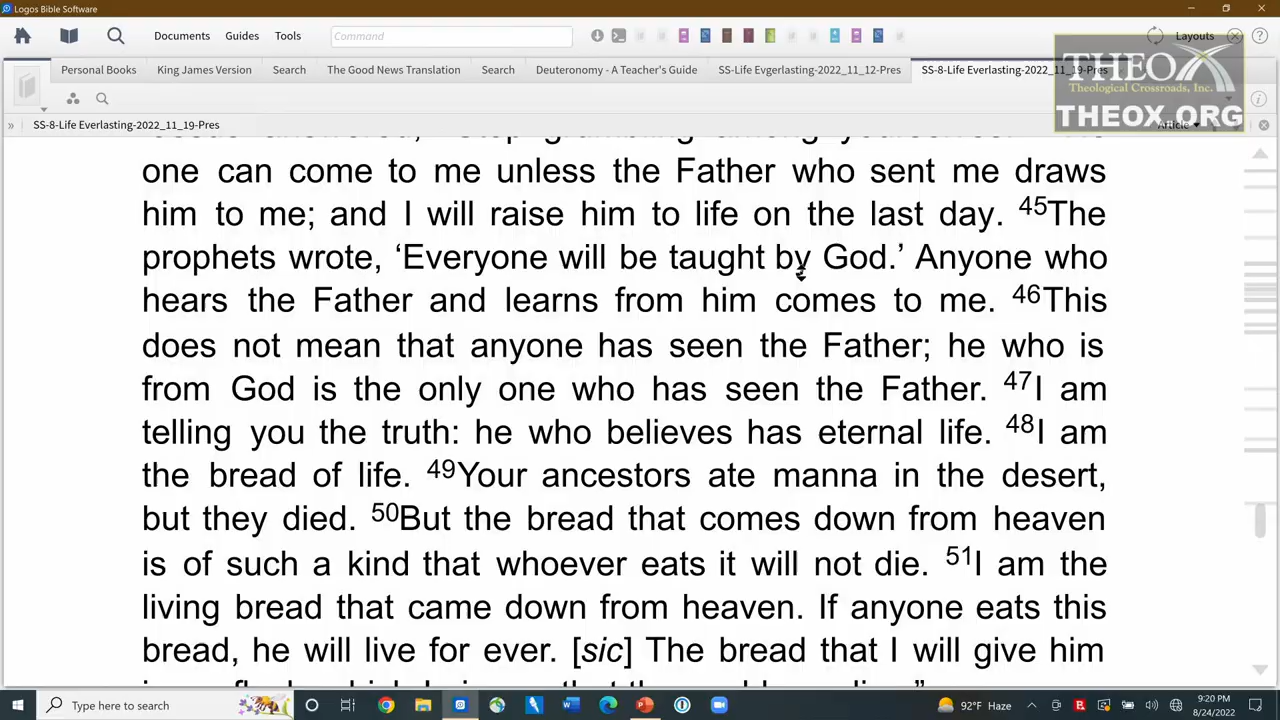 Logos Bible Software
Documents Guides Tools Command Layouts
Personal Books King James Version Search Search Deuteronomy - A Teacher's Guide SS-Life Evgerlasting-2022_11_12-Pres SS-8-Life Everlasting-2022_11_19-Pres
THEOX
Theological Crossroads, Inc.
THEOX.ORG
SS-8-Life Everlasting-2022_11_19-Pres Article
one can come to me unless the Father who sent me draws
him to me; and I will raise him to life on the last day. 45The
prophets wrote, ‘Everyone will be taught by God.’ Anyone who
hears the Father and learns from him comes to me. 46This
does not mean that anyone has seen the Father; he who is
from God is the only one who has seen the Father. 47I am
telling you the truth: he who believes has eternal life. 48I am
the bread of life. 49Your ancestors ate manna in the desert,
but they died. 50But the bread that comes down from heaven
is of such a kind that whoever eats it will not die. 51I am the
living bread that came down from heaven. If anyone eats this
bread, he will live for ever. [sic] The bread that I will give him
Type here to search 92°F Haze 9:20 PM
8/24/2022